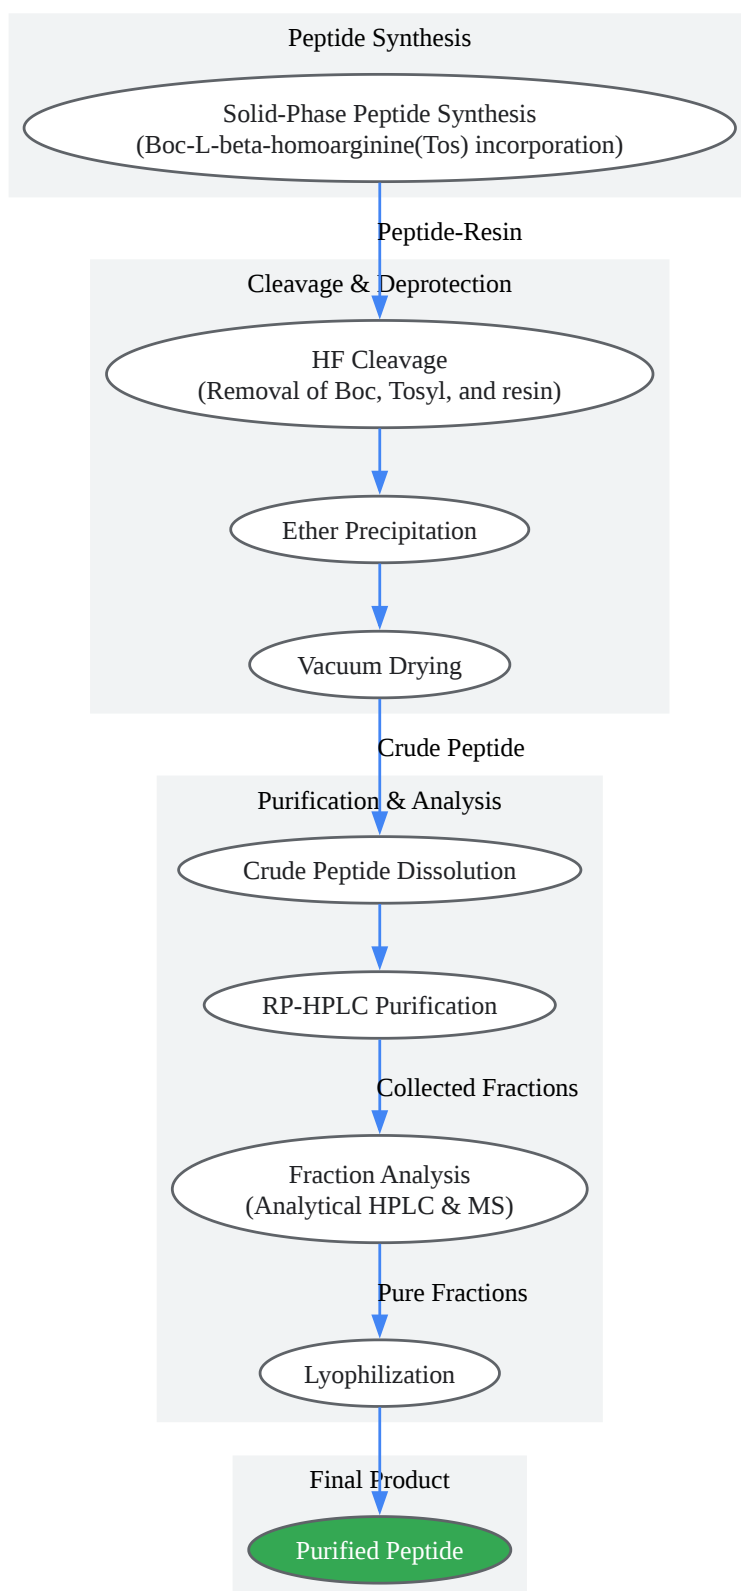 Peptide Synthesis
Solid-Phase Peptide Synthesis
(Boc-L-beta-homoarginine(Tos) incorporation)
Peptide-Resin
Cleavage & Deprotection
HF Cleavage
(Removal of Boc, Tosyl, and resin)
Ether Precipitation
Vacuum Drying
Crude Peptide
Purification & Analysis
Crude Peptide Dissolution
RP-HPLC Purification
Collected Fractions
Fraction Analysis
(Analytical HPLC & MS)
Pure Fractions
Lyophilization
Final Product
Purified Peptide